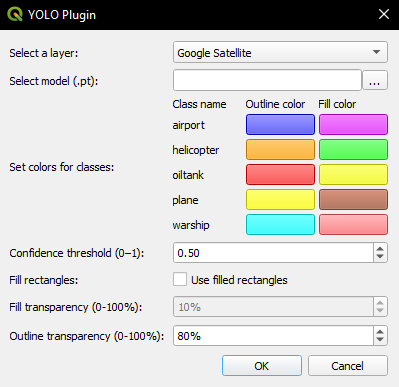 YOLO Plugin
Select a layer: Google Satellite
Select model (.pt): ...
Class name Outline color Fill color
airport
helicopter
Set colors for classes: oiltank
plane
warship
Confidence threshold (0–1): 0.50
Fill rectangles: Use filled rectangles
Fill transparency (0-100%): 10%
Outline transparency (0-100%): 80%
OK Cancel